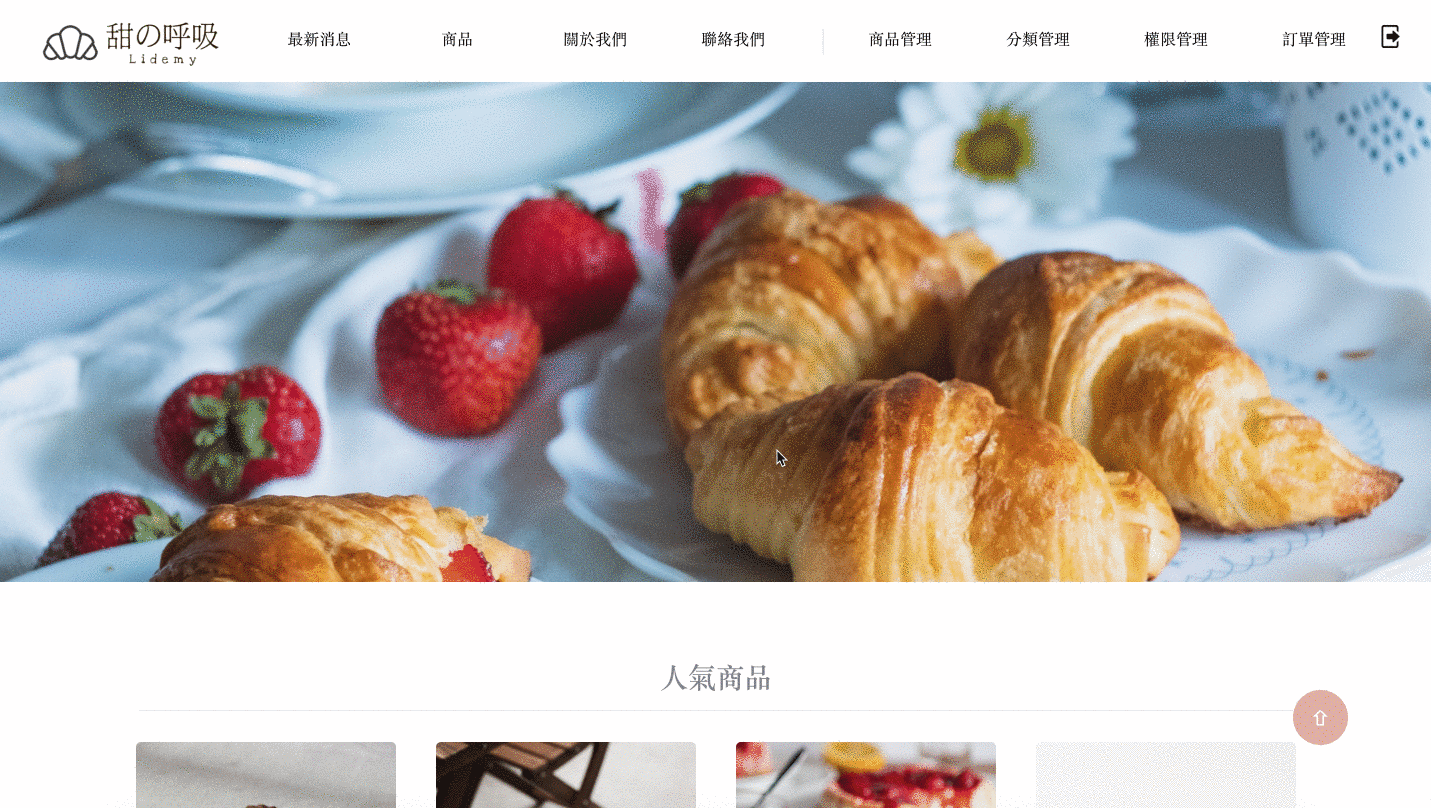 甜の呼吸
Lidemy
最新消息
商品
關於我們
聯絡我們
商品管理
分類管理
權限管理
訂單管理
人氣商品